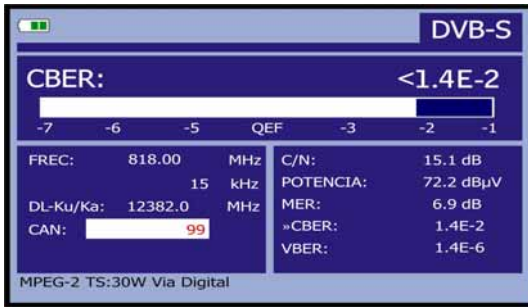 DVB-S
CBER: <1.4E-2
-7 -6 -5 QEF -3 -2 -1
FREC: 818.00 MHz
15 kHz
DL-Ku/Ka: 12382.0 MHz
CAN: 99
C/N: 15.1 dB
POTENCIA: 72.2 dBµV
MER: 6.9 dB
»CBER: 1.4E-2
VBER: 1.4E-6
MPEG-2 TS:30W Via Digital